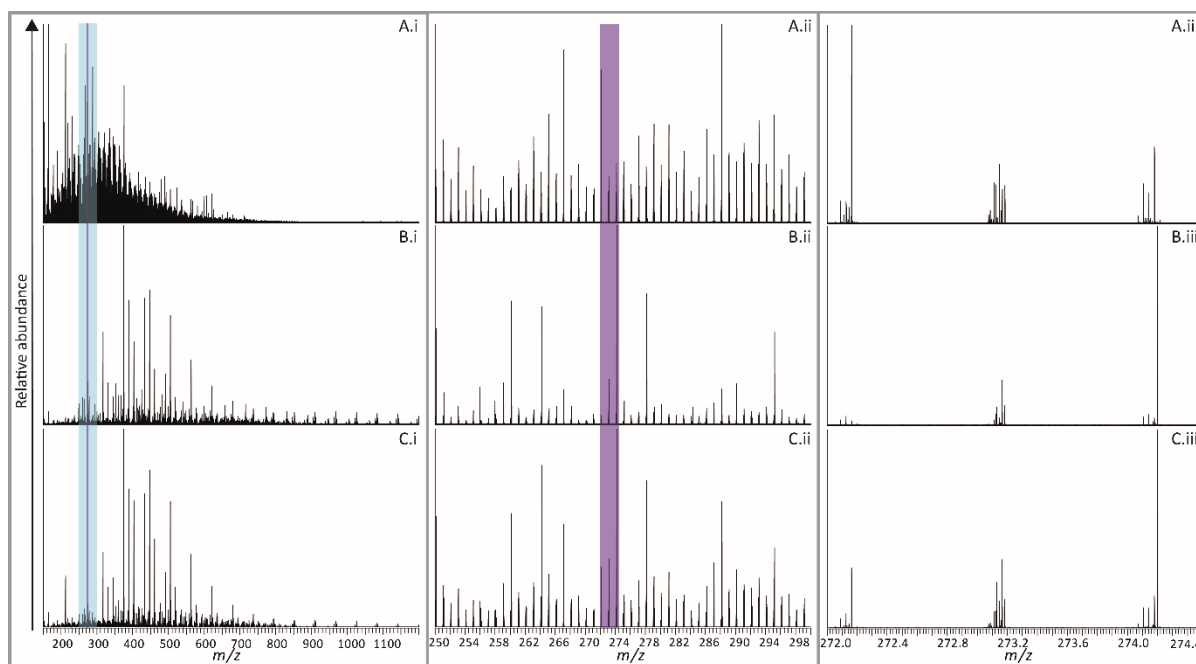 A.i A.ii A.ii
B.i B.ii B.iii
C.i C.ii C.iii
Relative abundance
200 300 400 500 600 700 800 900 1000 1100
m/z
250 254 258 262 266 270 274 278 282 286 290 294 298
m/z
272.0 272.4 272.8 273.2 273.6 274.0 274.
m/z